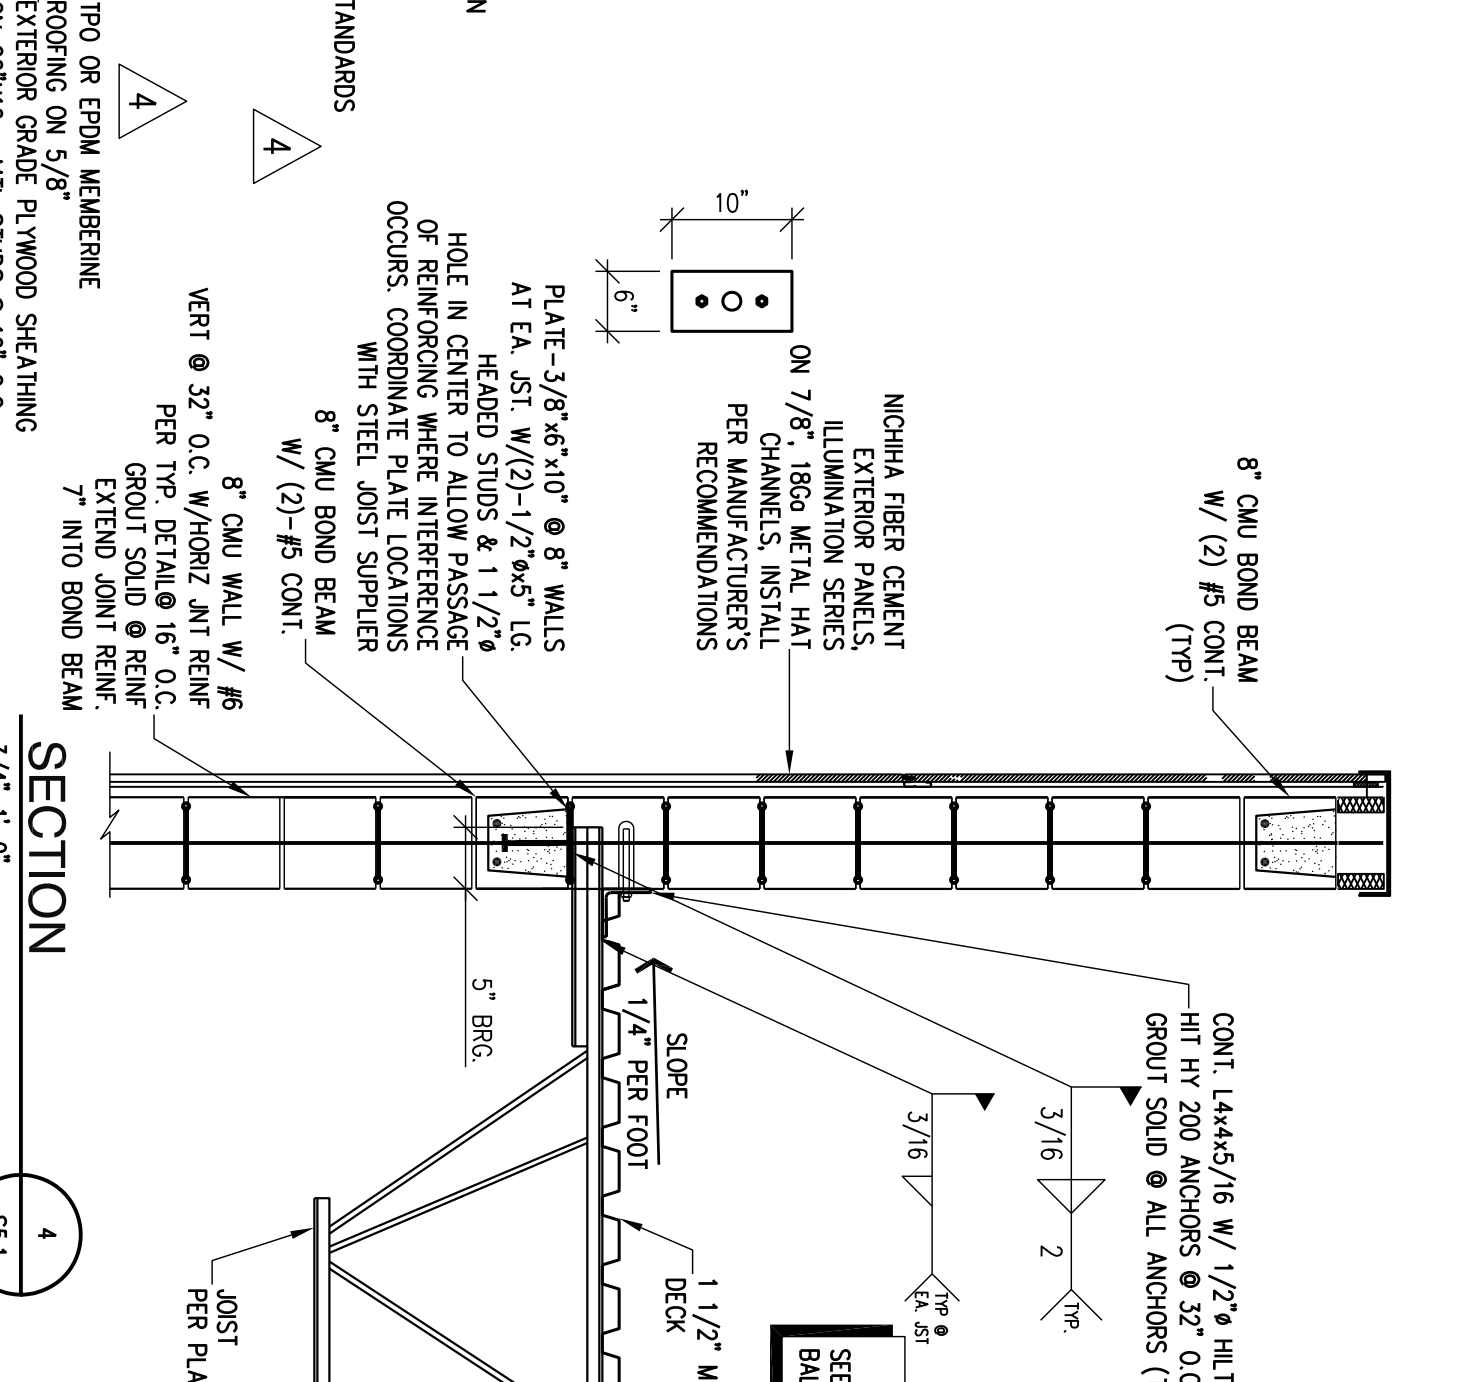 8" CMU BOND BEAM
W/ (2) #5 CONT.
(TYP)
CONT. L4x4x5/16 W/ 1/2"ø HILT
HIT HY 200 ANCHORS @ 32" O.C
GROUT SOLID @ ALL ANCHORS
3/16
2
TYP.
3/16
TYP @
EA. JST
SEE
BAL
NICHIHA FIBER CEMENT
EXTERIOR PANELS,
ILLUMINATION SERIES
ON 7/8", 18Ga METAL HAT
CHANNELS, INSTALL
PER MANUFACTURER'S
RECOMMENDATIONS
10"
6"
SLOPE
1/4" PER FOOT
1 1/2" M
DECK
PLATE-3/8"x6"x10" @ 8" WALLS
AT EA. JST. W/(2)-1/2"øx5" LG.
HEADED STUDS & 1 1/2"ø
HOLE IN CENTER TO ALLOW PASSAGE
OF REINFORCING WHERE INTERFERENCE
OCCURS. COORDINATE PLATE LOCATIONS
WITH STEEL JOIST SUPPLIER
5" BRG.
N
TANDARDS
8" CMU BOND BEAM
W/ (2)-#5 CONT.
4
8" CMU WALL W/ #6
VERT @ 32" O.C. W/HORIZ JNT REINF
PER TYP. DETAIL@ 16" O.C.
GROUT SOLID @ REINF
EXTEND JOINT REINF.
7" INTO BOND BEAM
JOIST
PER PLA
4
TPO OR EPDM MEMBERINE
ROOFING ON 5/8"
EXTERIOR GRADE PLYWOOD SHEATHING
SECTION
4